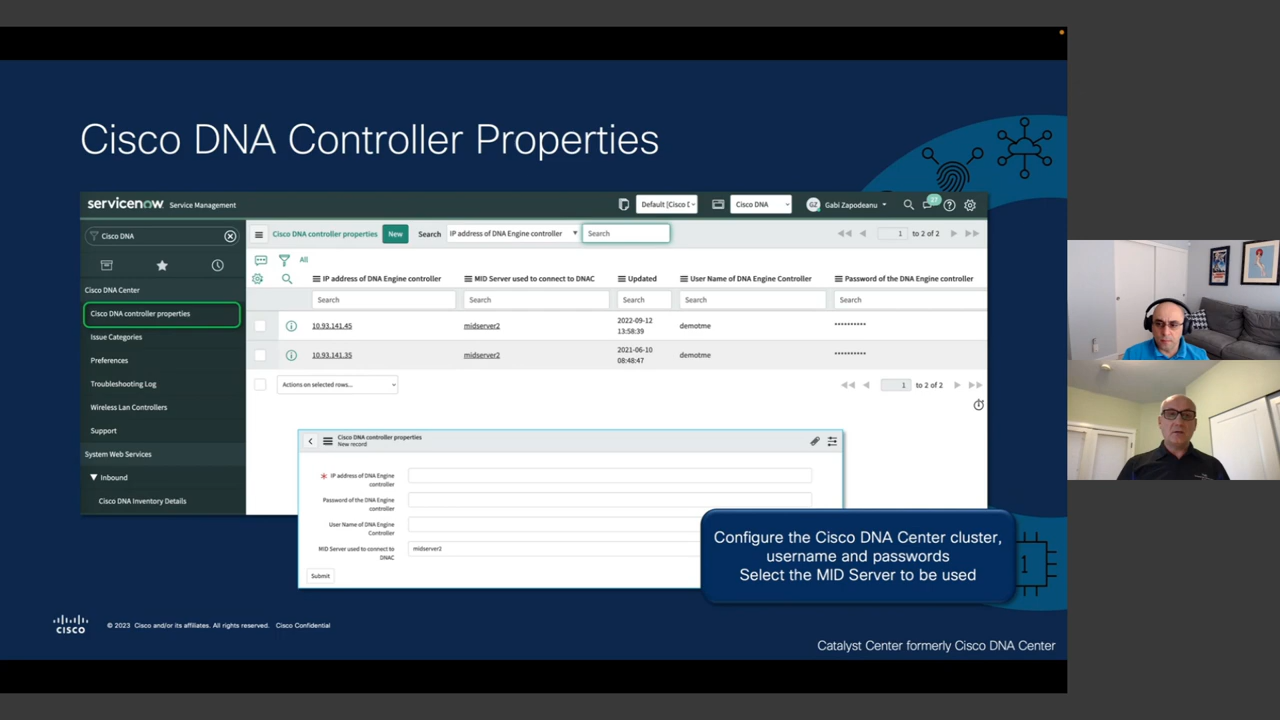 Cisco DNA Controller Properties
servicenow Service Management
Default [Cisco D
Cisco DNA
GZ
Gabi Zapodeanu
Cisco DNA
Cisco DNA controller properties
New
Search
IP address of DNA Engine controller
Search
1 to 2 of 2
All
Cisco DNA Center
Cisco DNA controller properties
Issue Categories
Preferences
Troubleshooting Log
Wireless Lan Controllers
Support
System Web Services
Inbound
Cisco DNA Inventory Details
IP address of DNA Engine controller MID Server used to connect to DNAC Updated User Name of DNA Engine Controller Password of the DNA Engine controller
Search Search Search Search Search
10.93.141.45 midserver2 2022-09-12 13:58:39 demotme ••••••••••
10.93.141.35 midserver2 2021-06-10 08:48:47 demotme ••••••••••
Actions on selected rows...
1 to 2 of 2
Cisco DNA controller properties
New record
IP address of DNA Engine
controller
Password of the DNA Engine
controller
User Name of DNA Engine
Controller
MID Server used to connect to
DNAC
midserver2
Submit
Configure the Cisco DNA Center cluster,
username and passwords
Select the MID Server to be used
1
CISCO
© 2023 Cisco and/or its affiliates. All rights reserved. Cisco Confidential
Catalyst Center formerly Cisco DNA Center